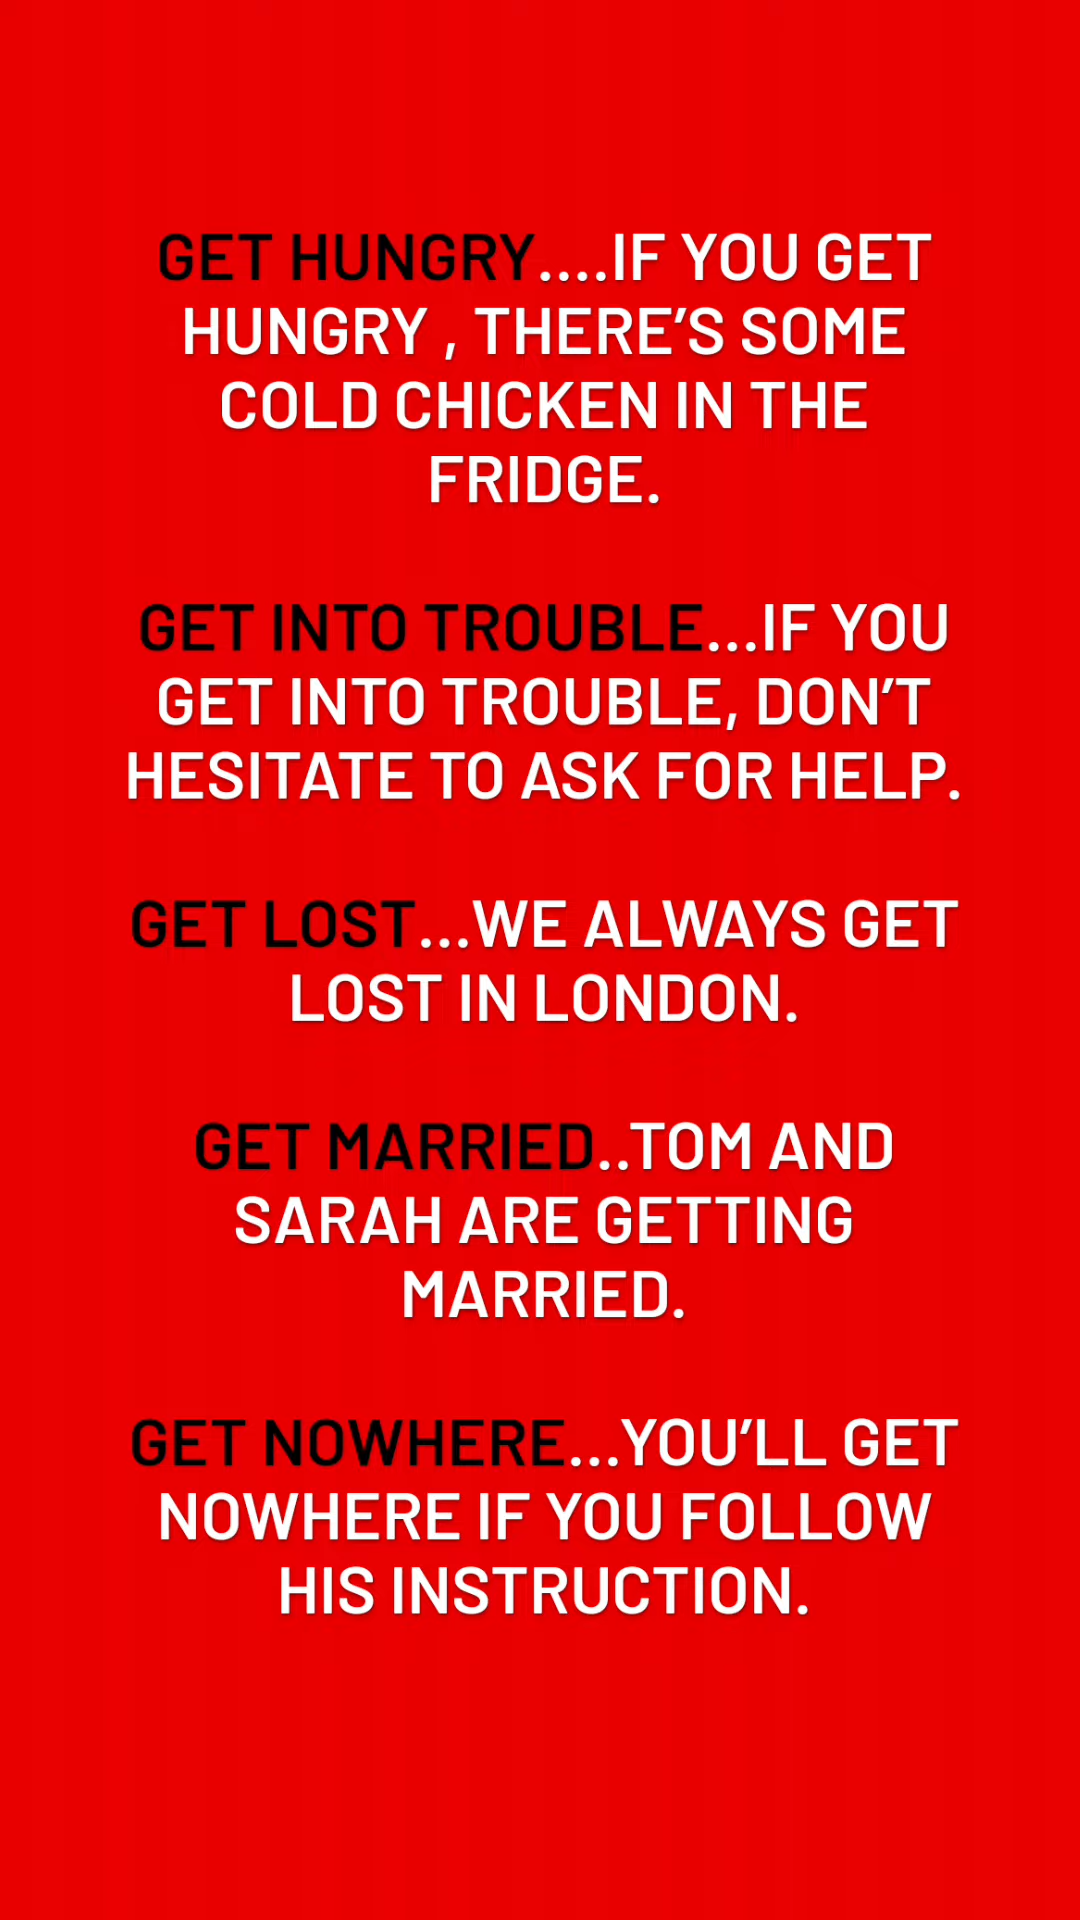 GET HUNGRY....IF YOU GET
HUNGRY , THERE’S SOME
COLD CHICKEN IN THE
FRIDGE.
GET INTO TROUBLE...IF YOU
GET INTO TROUBLE, DON’T
HESITATE TO ASK FOR HELP.
GET LOST...WE ALWAYS GET
LOST IN LONDON.
GET MARRIED..TOM AND
SARAH ARE GETTING
MARRIED.
GET NOWHERE...YOU’LL GET
NOWHERE IF YOU FOLLOW
HIS INSTRUCTION.